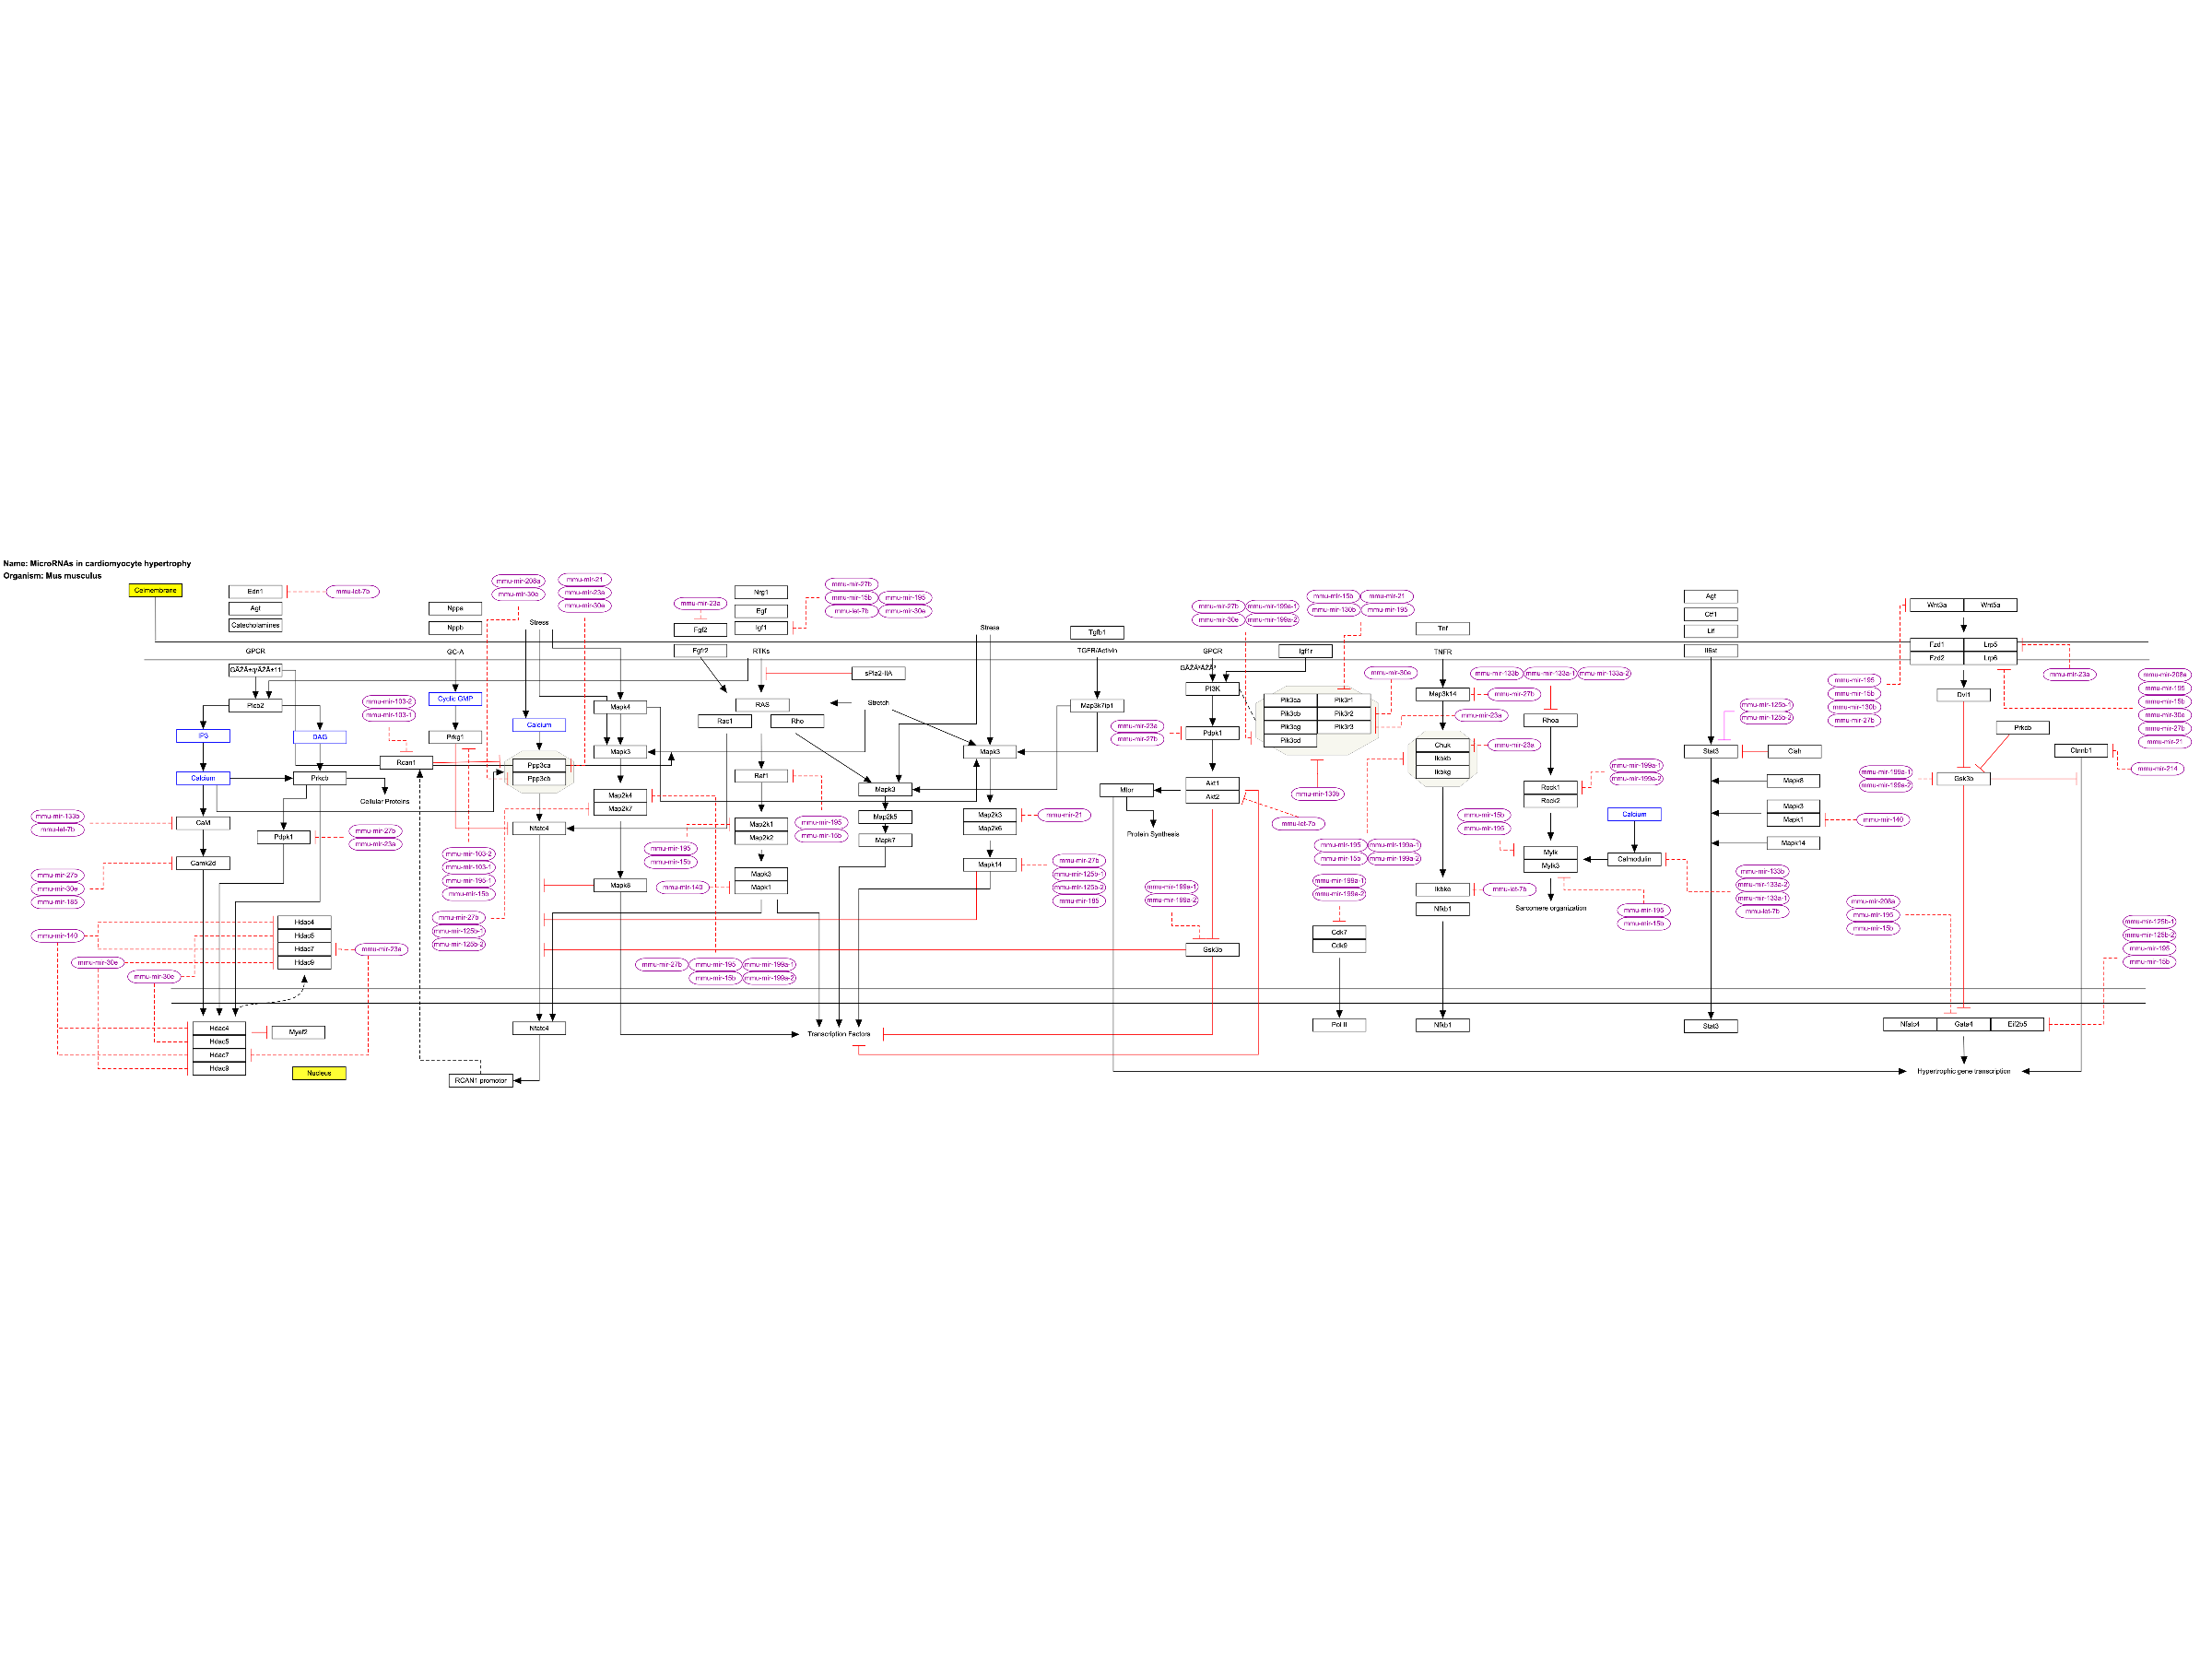 Name: MicroRNAs in cardiomyocyte hypertrophy
Organism: Mus musculus
Cellmembrane
Edn1
mmu-let-7b
Agt
Catecholamines
GPCR
GÃŽÂ±q/ÃŽÂ±11
Plcb2
IP3
DAG
Calcium
Prkcb
Cellular Proteins
CaM
Pdpk1
mmu-mir-27b
mmu-mir-23a
mmu-mir-133b
mmu-let-7b
Camk2d
mmu-mir-27b
mmu-mir-30e
mmu-mir-185
Hdac4
Hdac5
Hdac7
Hdac9
mmu-mir-140
mmu-mir-30e
mmu-mir-30e
mmu-mir-23a
Hdac4
Hdac5
Hdac7
Hdac9
Myef2
Nucleus
Nppa
Nppb
GC-A
Cyclic GMP
Prkg1
mmu-mir-103-2
mmu-mir-103-1
Rcan1
mmu-mir-208a
mmu-mir-30e
mmu-mir-21
mmu-mir-23a
mmu-mir-30e
Stress
Calcium
Ppp3ca
Ppp3cb
Nfatc4
mmu-mir-103-2
mmu-mir-103-1
mmu-mir-195-1
mmu-mir-15b
mmu-mir-27b
mmu-mir-125b-1
mmu-mir-125b-2
Nfatc4
RCAN1 promotor
Mapk4
Mapk3
Map2k4
Map2k7
Mapk8
mmu-mir-23a
Fgf2
Fgfr2
Nrg1
Egf
Igf1
mmu-mir-27b
mmu-mir-15b
mmu-mir-195
mmu-let-7b
mmu-mir-30e
RTKs
sPla2-IIA
RAS
Ras1
Rho
Stretch
Raf1
mmu-mir-195
mmu-mir-15b
Map2k1
Map2k2
mmu-mir-195
mmu-mir-15b
Mapk3
Mapk1
mmu-mir-143
mmu-mir-27b
mmu-mir-195
mmu-mir-199a-1
mmu-mir-15b
mmu-mir-199a-2
Mapk3
Map2k5
Mapk7
Transcription Factors
Stress
Mapk3
Map2k3
Map2k6
mmu-mir-21
Mapk14
mmu-mir-27b
mmu-mir-125b-1
mmu-mir-125b-2
mmu-mir-195
Tgfb1
TGFR/Activin
Map3k7ip1
Mtor
Protein Synthesis
mmu-mir-27b
mmu-mir-199a-1
mmu-mir-30e
mmu-mir-199a-2
GPCR
Igf1r
PI3K
mmu-mir-23a
mmu-mir-27b
Pdpk1
Akt1
Akt2
mmu-let-7b
mmu-mir-199a-1
mmu-mir-199a-2
Gsk3b
mmu-mir-15b
mmu-mir-21
mmu-mir-130b
mmu-mir-195
Pik3ca
Pik3r1
Pik3cb
Pik3r2
Pik3cg
Pik3r3
Pik3cd
mmu-mir-30e
mmu-mir-23a
mmu-mir-133b
mmu-mir-195
mmu-mir-199a-1
mmu-mir-15b
mmu-mir-199a-2
mmu-mir-199a-1
mmu-mir-199a-2
Cdk7
Cdk9
Pol II
Tnf
TNFR
Map3k14
mmu-mir-27b
Chuk
Ikbkb
Ikbkg
mmu-mir-23a
Ikbke
mmu-let-7b
Nfkb1
Nfkb1
mmu-mir-133b
mmu-mir-133a-1
mmu-mir-133a-2
Rhoa
Rock1
Rock2
mmu-mir-199a-1
mmu-mir-199a-2
mmu-mir-15b
mmu-mir-195
Calcium
Mylk
Mylk3
Calmodulin
Sarcomere organization
mmu-mir-195
mmu-mir-15b
mmu-mir-133b
mmu-mir-133a-2
mmu-mir-133a-1
mmu-let-7b
Agt
Ctf1
Lif
Il6st
mmu-mir-125b-1
mmu-mir-125b-2
Stat3
Mapk8
Mapk3
Mapk1
mmu-mir-140
Mapk14
Stat3
Wnt3a
Wnt5a
Fzd1
Lrp5
Fzd2
Lrp6
mmu-mir-23a
mmu-mir-195
mmu-mir-15b
mmu-mir-130b
mmu-mir-27b
mmu-mir-208a
mmu-mir-195
mmu-mir-15b
mmu-mir-30e
mmu-mir-27b
mmu-mir-21
Dvl1
Prkcb
Ctnnb1
mmu-mir-214
mmu-mir-199a-1
mmu-mir-199a-2
Gsk3b
mmu-mir-208a
mmu-mir-195
mmu-mir-15b
mmu-mir-125b-1
mmu-mir-125b-2
mmu-mir-195
mmu-mir-15b
Gata4
Eif2b5
Hypertrophic gene transcription